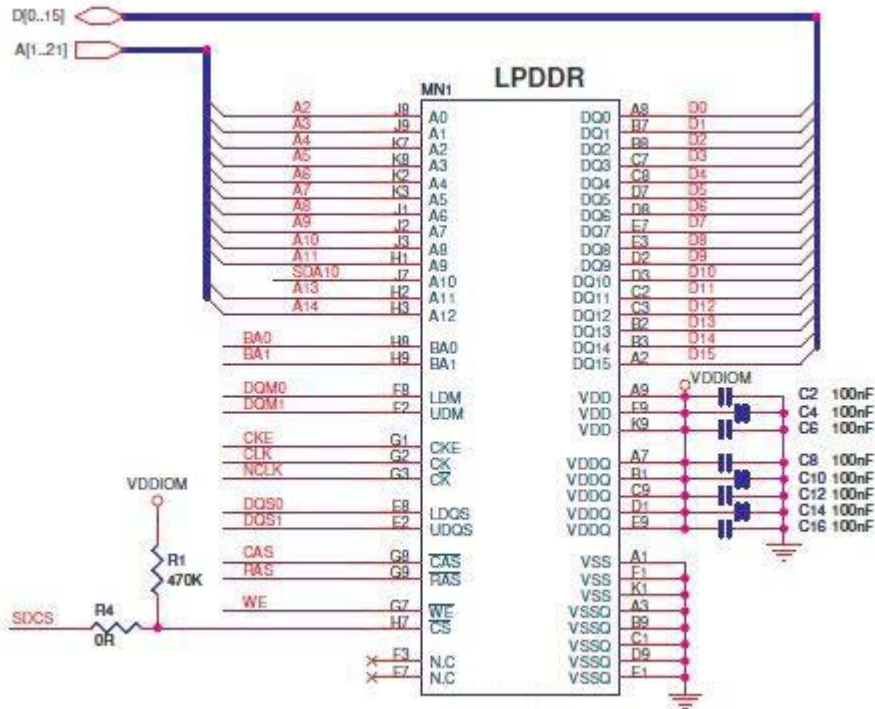 D[0..15]
A[1..21]
LPDDR
MN1
A2 J8 A0 DQ0 A8 D0
A3 J9 A1 DQ1 B7 D1
A4 K7 A2 DQ2 B8 D2
A5 K8 A3 DQ3 C7 D3
A6 K2 A4 DQ4 C8 D4
A7 K3 A5 DQ5 D7 D5
A8 J1 A6 DQ6 D8 D6
A9 J2 A7 DQ7 E7 D7
A10 J3 A8 DQ8 E3 D8
A11 H1 A9 DQ9 D2 D9
SDA10 J7 A10 DQ10 D3 D10
A13 H2 A11 DQ11 C2 D11
A14 H3 A12 DQ12 C3 D12
DQ13 B2 D13
BA0 H8 BA0 DQ14 B3 D14
BA1 H9 BA1 DQ15 A2 D15
VDDIOM
DQM0 F8 LDM VDD A9 C2 100nF
DQM1 F2 UDM VDD F9 C4 100nF
VDD K9 C6 100nF
CKE G1 CKE
CLK G2 CK VDDQ A7 C8 100nF
NCLK G3 CK VDDQ B1 C10 100nF
VDDIOM
VDDQ C9 C12 100nF
DQS0 E8 LDQS VDDQ D1 C14 100nF
DQS1 E2 UDQS VDDQ E9 C16 100nF
R1
470K
CAS G8 CAS VSS A1
RAS G9 RAS VSS F1
VSS K1
WE G7 WE VSSQ A3
SDCS R4 0R H7 CS VSSQ B9
VSSQ C1
F3 N.C VSSQ D9
F7 N.C VSSQ E1